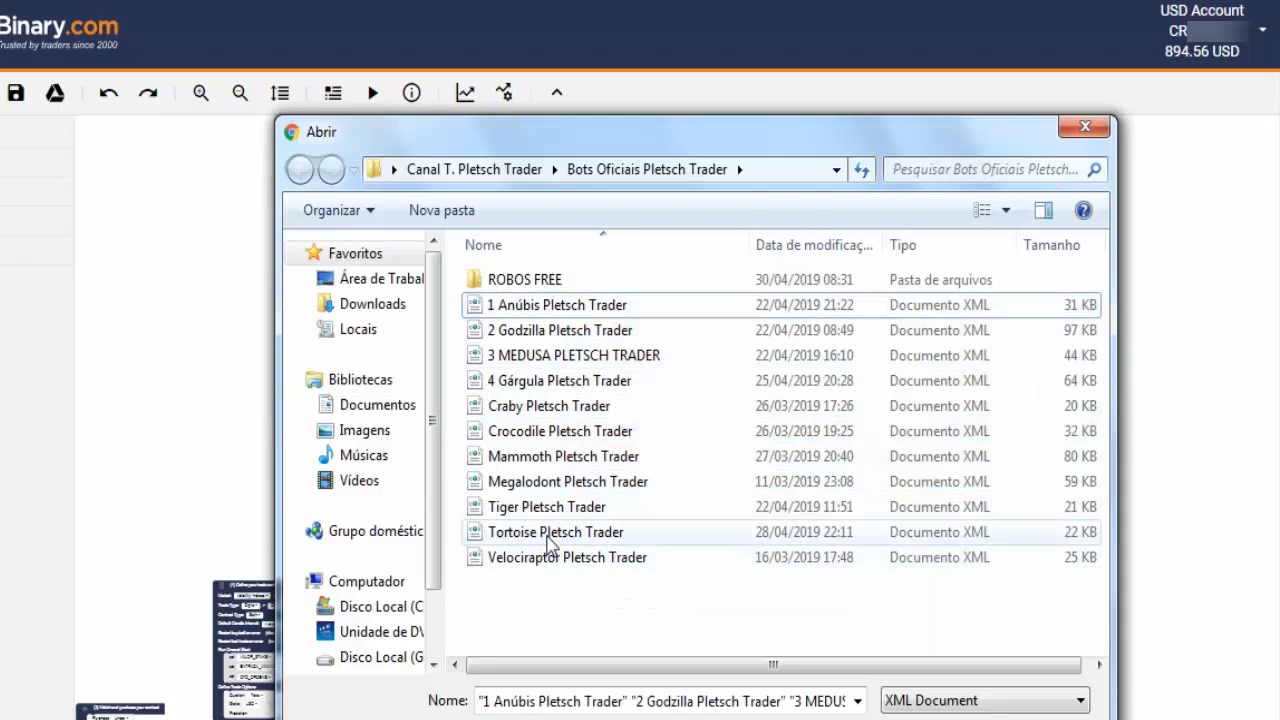 Binary.com
Trusted by traders since 2000
USD Account
CR
894.56 USD
Abrir
Canal T. Pletsch Trader
Bots Oficiais Pletsch Trader
Pesquisar Bots Oficiais Pletsch...
Organizar
Nova pasta
Favoritos
Área de Trabal
Downloads
Locais
Bibliotecas
Documentos
Imagens
Músicas
Vídeos
Grupo doméstic
Computador
Disco Local (C
Unidade de DV
Disco Local (G
Nome Data de modificaç... Tipo Tamanho
ROBOS FREE 30/04/2019 08:31 Pasta de arquivos
1 Anúbis Pletsch Trader 22/04/2019 21:22 Documento XML 31 KB
2 Godzilla Pletsch Trader 22/04/2019 08:49 Documento XML 97 KB
3 MEDUSA PLETSCH TRADER 22/04/2019 16:10 Documento XML 44 KB
4 Gárgula Pletsch Trader 25/04/2019 20:28 Documento XML 64 KB
Craby Pletsch Trader 26/03/2019 17:26 Documento XML 20 KB
Crocodile Pletsch Trader 26/03/2019 19:25 Documento XML 32 KB
Mammoth Pletsch Trader 27/03/2019 20:40 Documento XML 80 KB
Megalodont Pletsch Trader 11/03/2019 23:08 Documento XML 59 KB
Tiger Pletsch Trader 22/04/2019 11:51 Documento XML 21 KB
Tortoise Pletsch Trader 28/04/2019 22:11 Documento XML 22 KB
Velociraptor Pletsch Trader 16/03/2019 17:48 Documento XML 25 KB
Nome: "1 Anúbis Pletsch Trader" "2 Godzilla Pletsch Trader" "3 MEDUS
XML Document